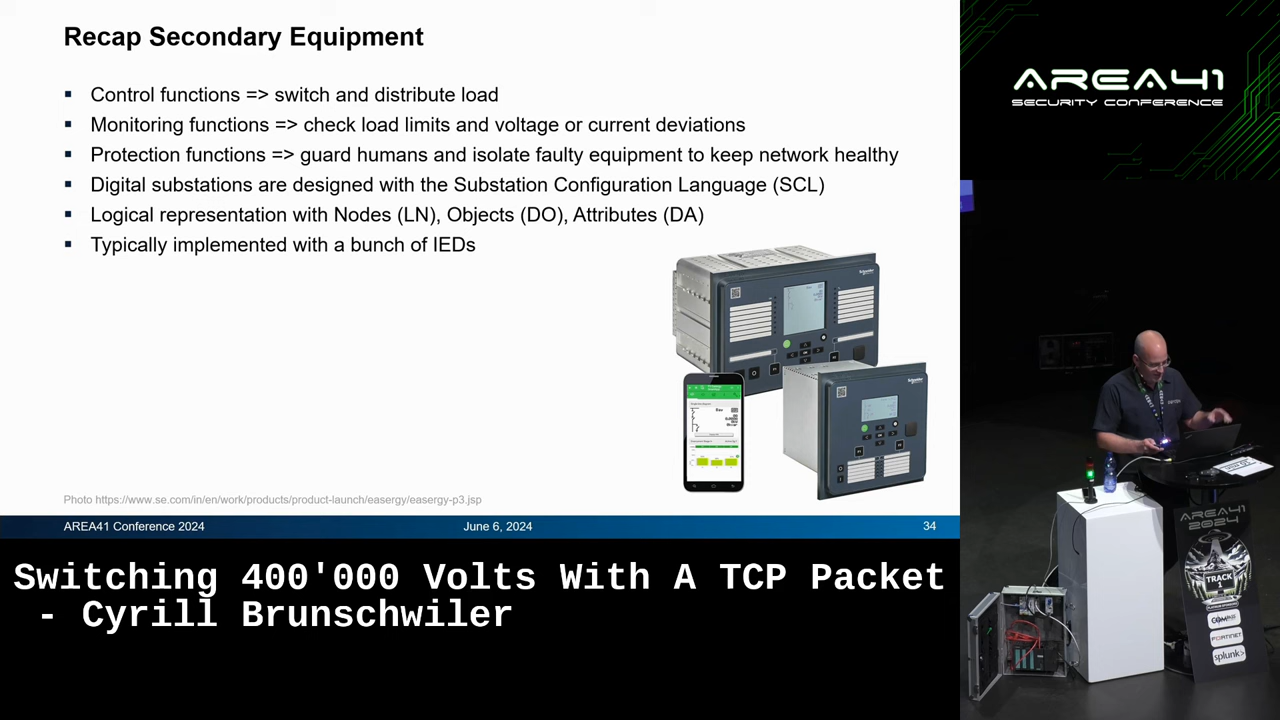 Recap Secondary Equipment
▪ Control functions => switch and distribute load
▪ Monitoring functions => check load limits and voltage or current deviations
▪ Protection functions => guard humans and isolate faulty equipment to keep network healthy
▪ Digital substations are designed with the Substation Configuration Language (SCL)
▪ Logical representation with Nodes (LN), Objects (DO), Attributes (DA)
▪ Typically implemented with a bunch of IEDs
Photo https://www.se.com/in/en/work/products/product-launch/easergy/easergy-p3.jsp
AREA41 Conference 2024
June 6, 2024
34
Switching 400'000 Volts With A TCP Packet
- Cyrill Brunschwiler
AREA41
SECURITY CONFERENCE
AREA41
2024
TRACK
1
COMPASS
FORTINET
splunk>